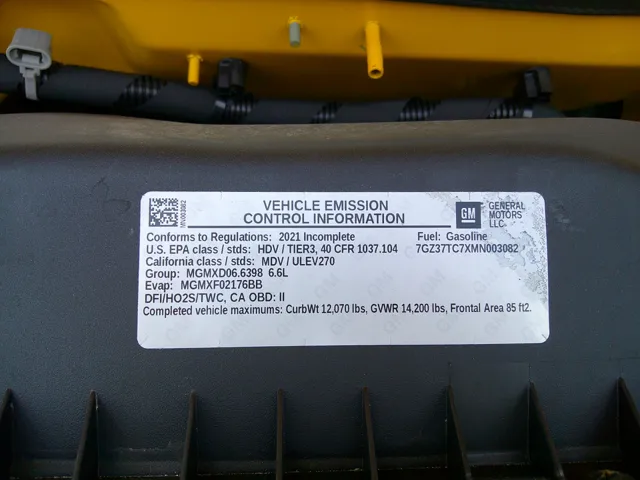 VEHICLE EMISSION
CONTROL INFORMATION
GM
GENERAL
MOTORS
LLC.
MN003082
Conforms to Regulations: 2021 Incomplete
Fuel: Gasoline
U.S. EPA class / stds: HDV / TIER3, 40 CFR 1037.104
7GZ37TC7XMN003082
California class / stds: MDV / ULEV270
Group: MGMXD06.6398 6.6L
Evap: MGMXF02176BB
DFI/HO2S/TWC, CA OBD: II
Completed vehicle maximums: CurbWt 12,070 lbs, GVWR 14,200 lbs, Frontal Area 85 ft2.